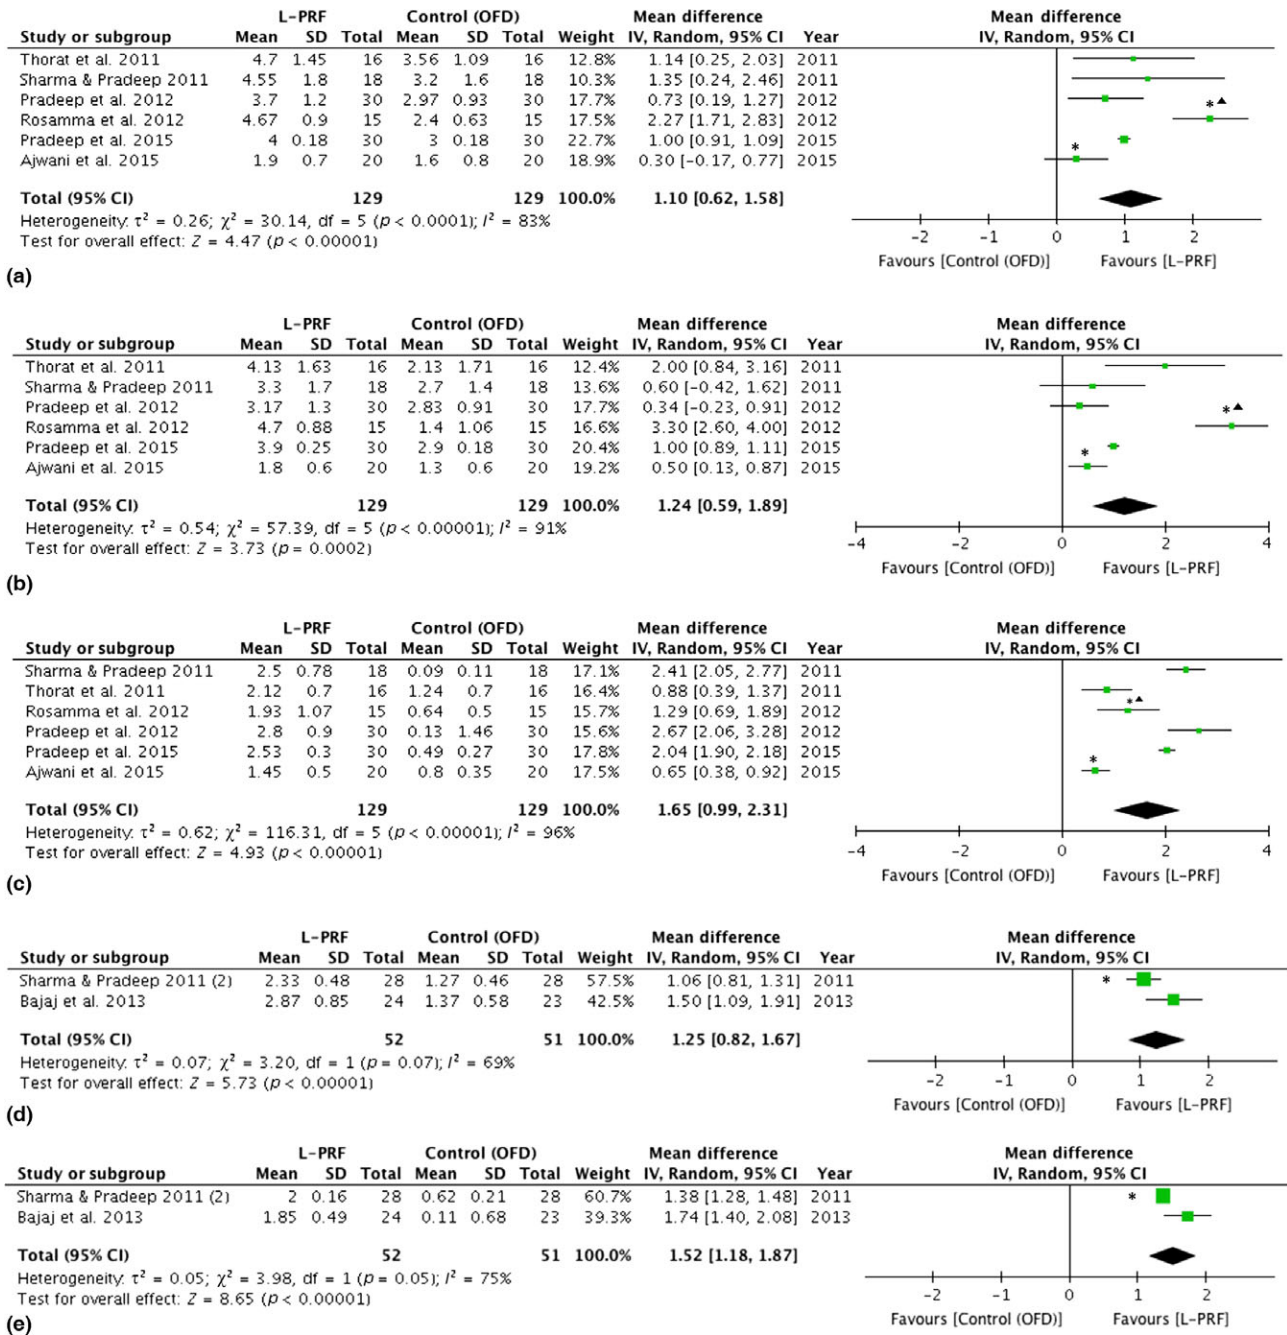 L-PRF Control (OFD) Mean difference Mean difference
Study or subgroup Mean SD Total Mean SD Total Weight IV, Random, 95% CI Year IV, Random, 95% CI
Thorat et al. 2011 4.7 1.45 16 3.56 1.09 16 12.8% 1.14 [0.25, 2.03] 2011
Sharma & Pradeep 2011 4.55 1.8 18 3.2 1.6 18 9.8% 1.35 [0.24, 2.46] 2011
Pradeep et al. 2012 3.7 1.2 30 2.97 0.93 30 17.7% 0.73 [0.19, 1.27] 2012
Rosamma et al. 2012 4.67 0.9 15 2.4 0.63 15 17.5% 2.27 [1.71, 2.83] 2012 *▲
Pradeep et al. 2015 4 0.18 30 3 0.18 30 22.7% 1.00 [0.91, 1.09] 2015
Ajwani et al. 2015 1.9 0.7 20 1.6 0.8 20 18.9% 0.30 [-0.17, 0.77] 2015 *
Total (95% CI) 129 129 100.0% 1.10 [0.62, 1.58]
Heterogeneity: τ² = 0.26; χ² = 30.14, df = 5 (p < 0.0001); I² = 83%
Test for overall effect: Z = 4.47 (p < 0.00001)
-2 -1 0 1 2
Favours [Control (OFD)] Favours [L-PRF]
(a)
L-PRF Control (OFD) Mean difference Mean difference
Study or subgroup Mean SD Total Mean SD Total Weight IV, Random, 95% CI Year IV, Random, 95% CI
Thorat et al. 2011 4.13 1.63 16 2.13 1.71 16 12.4% 2.00 [0.84, 3.16] 2011
Sharma & Pradeep 2011 3.3 1.7 18 2.7 1.4 18 13.6% 0.60 [-0.42, 1.62] 2011
Pradeep et al. 2012 3.17 1.3 30 2.83 0.91 30 17.7% 0.34 [-0.23, 0.91] 2012
Rosamma et al. 2012 4.7 0.88 15 1.4 1.06 15 16.6% 3.30 [2.60, 4.00] 2012 *▲
Pradeep et al. 2015 3.9 0.25 30 2.9 0.18 30 20.4% 1.00 [0.89, 1.11] 2015
Ajwani et al. 2015 1.8 0.6 20 1.3 0.6 20 19.2% 0.50 [0.13, 0.87] 2015 *
Total (95% CI) 129 129 100.0% 1.24 [0.59, 1.89]
Heterogeneity: τ² = 0.54; χ² = 57.39, df = 5 (p < 0.00001); I² = 91%
Test for overall effect: Z = 3.73 (p = 0.0002)
-4 -2 0 2 4
Favours [Control (OFD)] Favours [L-PRF]
(b)
L-PRF Control (OFD) Mean difference Mean difference
Study or subgroup Mean SD Total Mean SD Total Weight IV, Random, 95% CI Year IV, Random, 95% CI
Sharma & Pradeep 2011 2.5 0.78 18 0.09 0.11 18 17.1% 2.41 [2.05, 2.77] 2011
Thorat et al. 2011 2.12 0.7 16 1.24 0.7 16 16.4% 0.88 [0.39, 1.37] 2011
Rosamma et al. 2012 1.93 1.07 15 0.64 0.5 15 15.7% 1.29 [0.69, 1.89] 2012 *▲
Pradeep et al. 2012 2.8 0.9 30 0.13 1.46 30 15.6% 2.67 [2.06, 3.28] 2012
Pradeep et al. 2015 2.53 0.3 30 0.49 0.27 30 17.8% 2.04 [1.90, 2.18] 2015
Ajwani et al. 2015 1.45 0.5 20 0.8 0.35 20 17.5% 0.65 [0.38, 0.92] 2015 *
Total (95% CI) 129 129 100.0% 1.65 [0.99, 2.31]
Heterogeneity: τ² = 0.62; χ² = 116.31, df = 5 (p < 0.00001); I² = 96%
Test for overall effect: Z = 4.93 (p < 0.00001)
-4 -2 0 2 4
Favours [Control (OFD)] Favours [L-PRF]
(c)
L-PRF Control (OFD) Mean difference Mean difference
Study or subgroup Mean SD Total Mean SD Total Weight IV, Random, 95% CI Year IV, Random, 95% CI
Sharma & Pradeep 2011 (2) 2.33 0.48 28 1.27 0.46 28 57.5% 1.06 [0.81, 1.31] 2011 *
Bajaj et al. 2013 2.87 0.85 24 1.37 0.58 23 42.5% 1.50 [1.09, 1.91] 2013
Total (95% CI) 52 51 100.0% 1.25 [0.82, 1.67]
Heterogeneity: τ² = 0.07; χ² = 3.20, df = 1 (p = 0.07); I² = 69%
Test for overall effect: Z = 5.73 (p < 0.00001)
-2 -1 0 1 2
Favours [Control (OFD)] Favours [L-PRF]
(d)
L-PRF Control (OFD) Mean difference Mean difference
Study or subgroup Mean SD Total Mean SD Total Weight IV, Random, 95% CI Year IV, Random, 95% CI
Sharma & Pradeep 2011 (2) 2 0.16 28 0.62 0.21 28 60.7% 1.38 [1.28, 1.48] 2011 *
Bajaj et al. 2013 1.85 0.49 24 0.11 0.68 23 39.3% 1.74 [1.40, 2.08] 2013
Total (95% CI) 52 51 100.0% 1.52 [1.18, 1.87]
Heterogeneity: τ² = 0.05; χ² = 3.98, df = 1 (p = 0.05); I² = 75%
Test for overall effect: Z = 8.65 (p < 0.00001)
-2 -1 0 1 2
Favours [Control (OFD)] Favours [L-PRF]
(e)